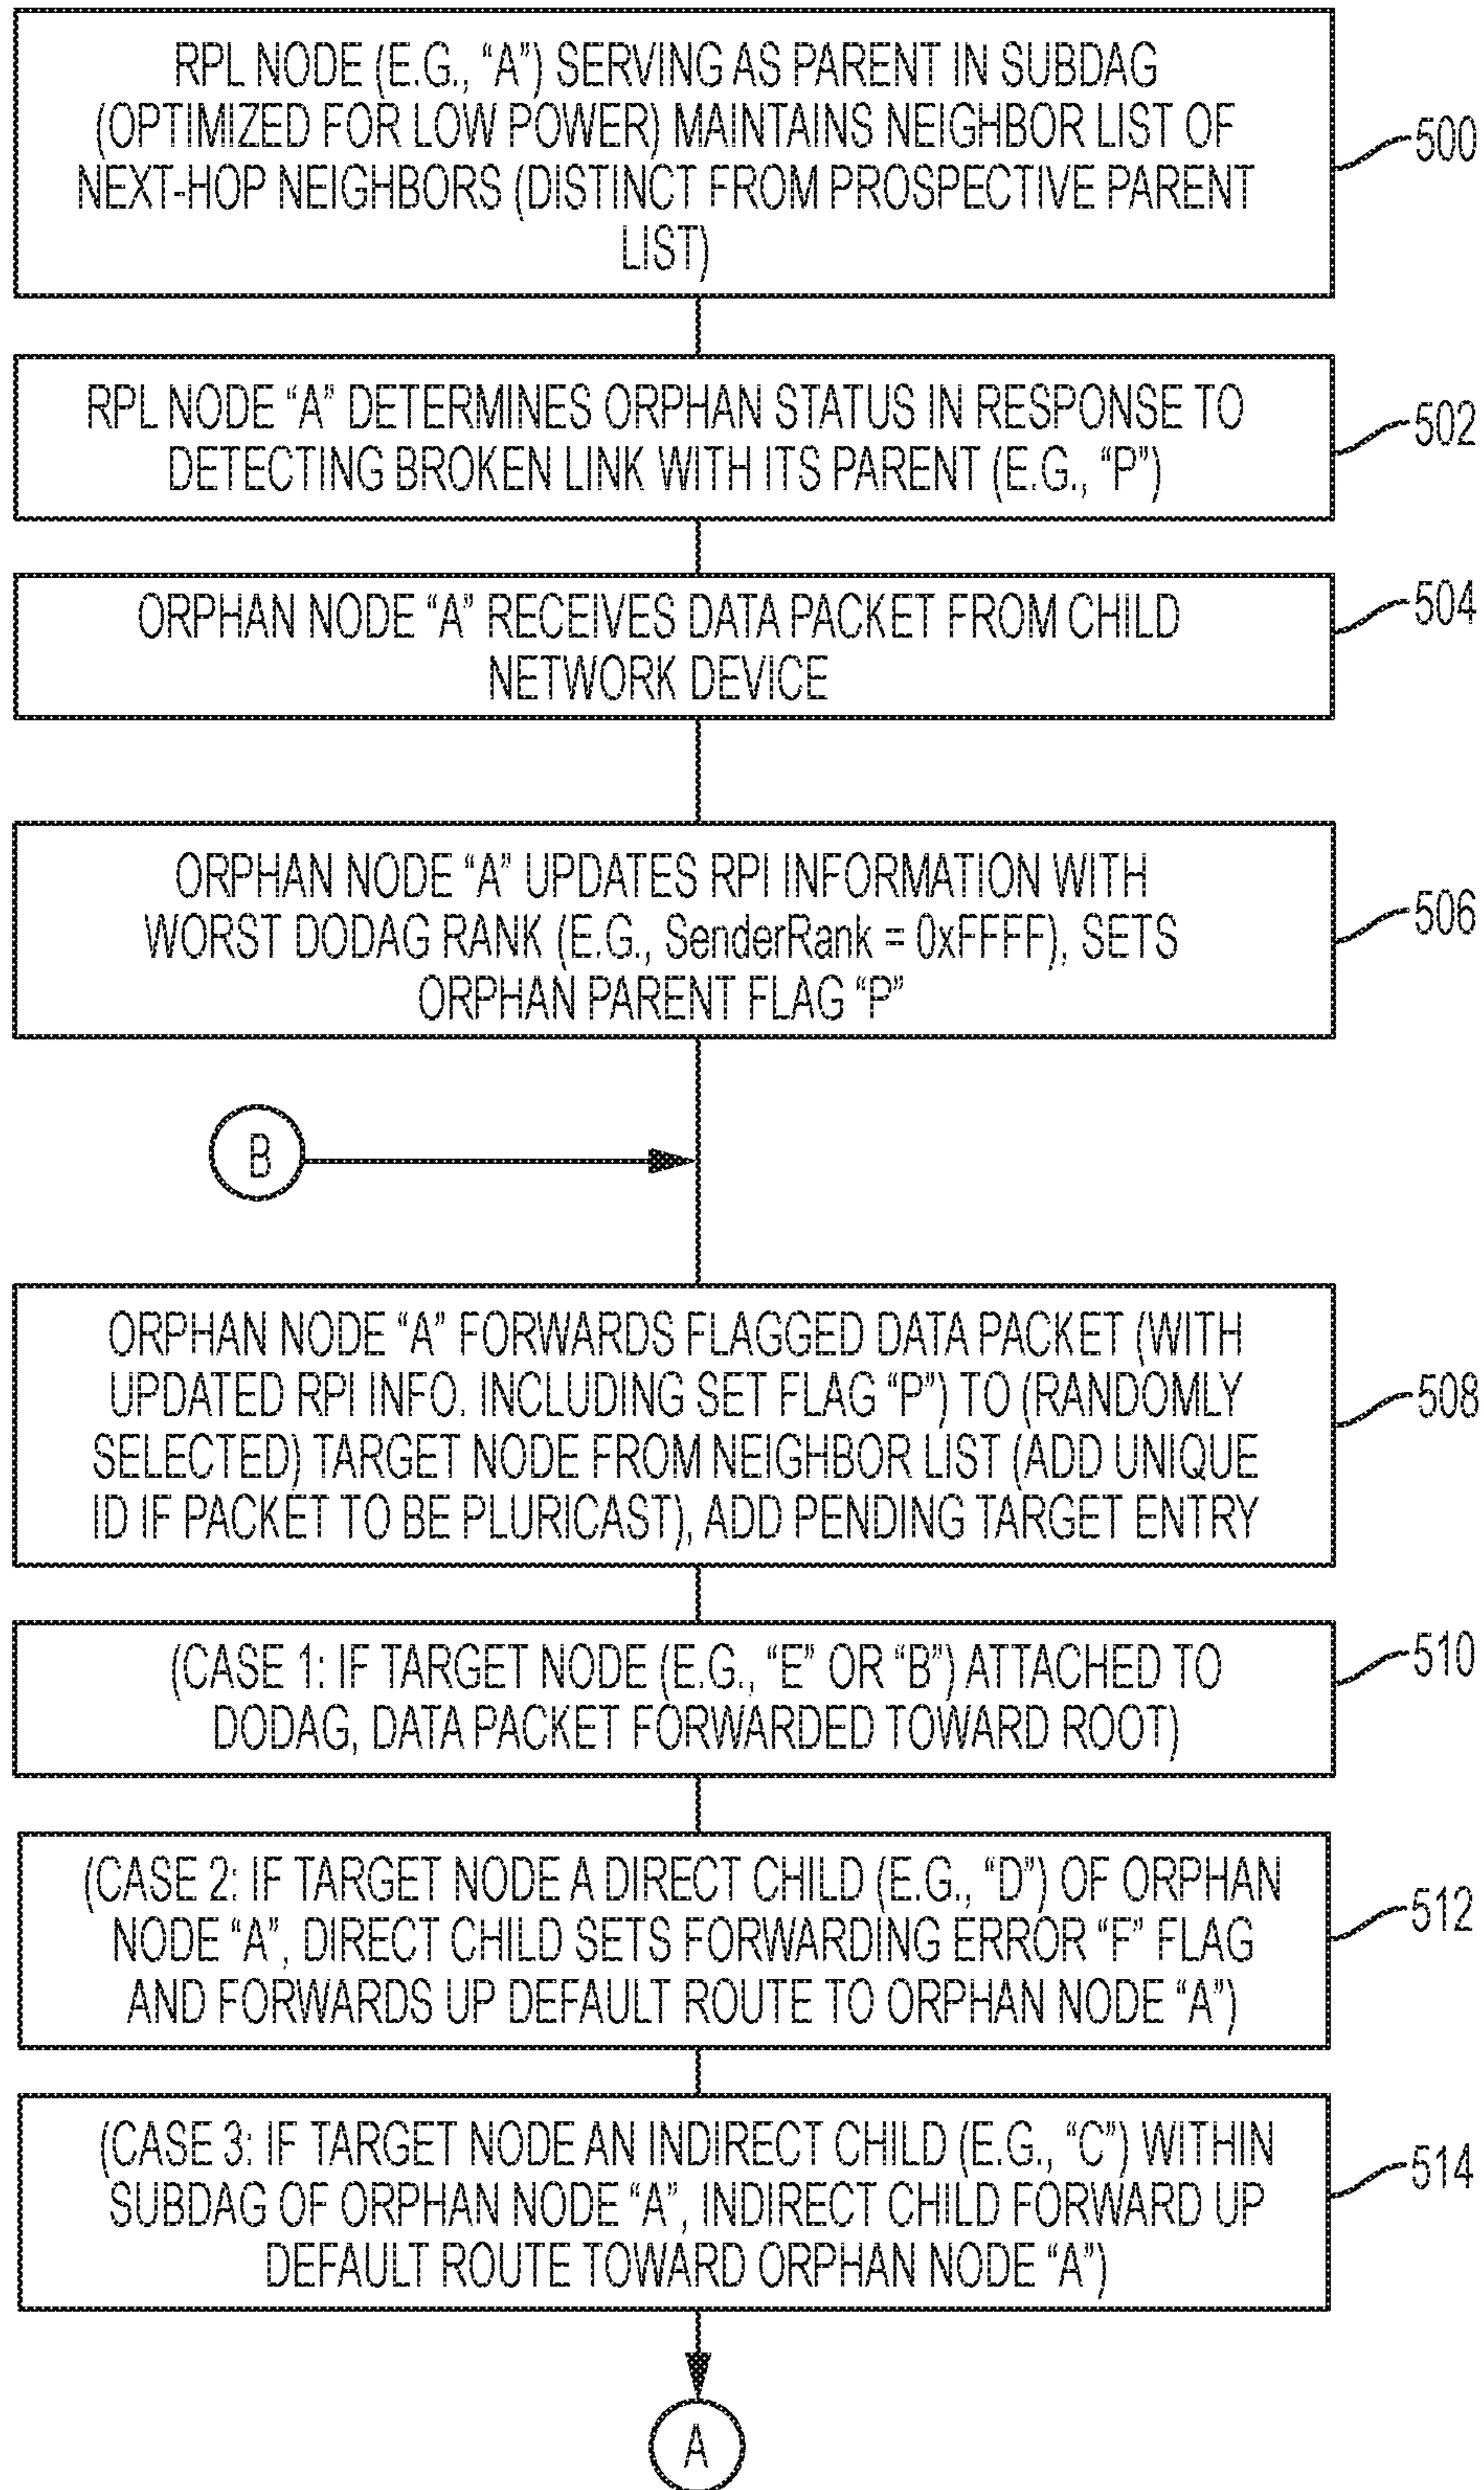 RPL NODE (E.G., “A”) SERVING AS PARENT IN SUBDAG
(OPTIMIZED FOR LOW POWER) MAINTAINS NEIGHBOR LIST OF
NEXT-HOP NEIGHBORS (DISTINCT FROM PROSPECTIVE PARENT
LIST)
500
RPL NODE “A” DETERMINES ORPHAN STATUS IN RESPONSE TO
DETECTING BROKEN LINK WITH ITS PARENT (E.G., “P”)
502
ORPHAN NODE “A” RECEIVES DATA PACKET FROM CHILD
NETWORK DEVICE
504
ORPHAN NODE “A” UPDATES RPI INFORMATION WITH
WORST DODAG RANK (E.G., SenderRank = 0xFFFF), SETS
ORPHAN PARENT FLAG “P”
506
B
ORPHAN NODE “A” FORWARDS FLAGGED DATA PACKET (WITH
UPDATED RPI INFO. INCLUDING SET FLAG “P”) TO (RANDOMLY
SELECTED) TARGET NODE FROM NEIGHBOR LIST (ADD UNIQUE
ID IF PACKET TO BE PLURICAST), ADD PENDING TARGET ENTRY
508
(CASE 1: IF TARGET NODE (E.G., “E” OR “B”) ATTACHED TO
DODAG, DATA PACKET FORWARDED TOWARD ROOT)
510
(CASE 2: IF TARGET NODE A DIRECT CHILD (E.G., “D”) OF ORPHAN
NODE “A”, DIRECT CHILD SETS FORWARDING ERROR “F” FLAG
AND FORWARDS UP DEFAULT ROUTE TO ORPHAN NODE “A”)
512
(CASE 3: IF TARGET NODE AN INDIRECT CHILD (E.G., “C”) WITHIN
SUBDAG OF ORPHAN NODE “A”, INDIRECT CHILD FORWARD UP
DEFAULT ROUTE TOWARD ORPHAN NODE “A”)
514
A